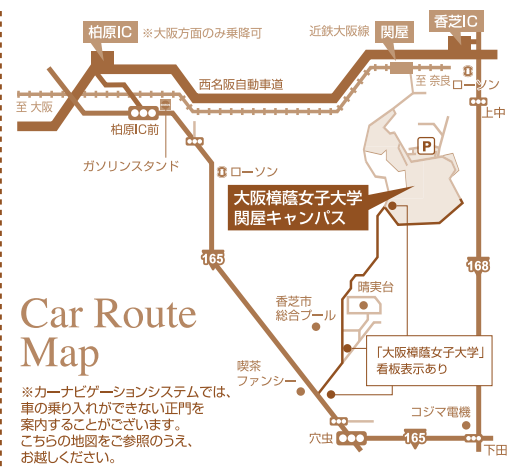 柏原IC
※大阪方面のみ乗降可
近鉄大阪線
関屋
香芝IC
西名阪自動車道
至 大阪
至 奈良
ローソン
上中
柏原IC前
ガソリンスタンド
ローソン
P
大阪樟蔭女子大学
関屋キャンパス
165
168
晴実台
香芝市
総合プール
「大阪樟蔭女子大学」
看板表示あり
喫茶
ファンシー
コジマ電機
穴虫
165
下田
Car Route
Map
※カーナビゲーションシステムでは、
車の乗り入れができない正門を
案内することがございます。
こちらの地図をご参照のうえ、
お越しください。